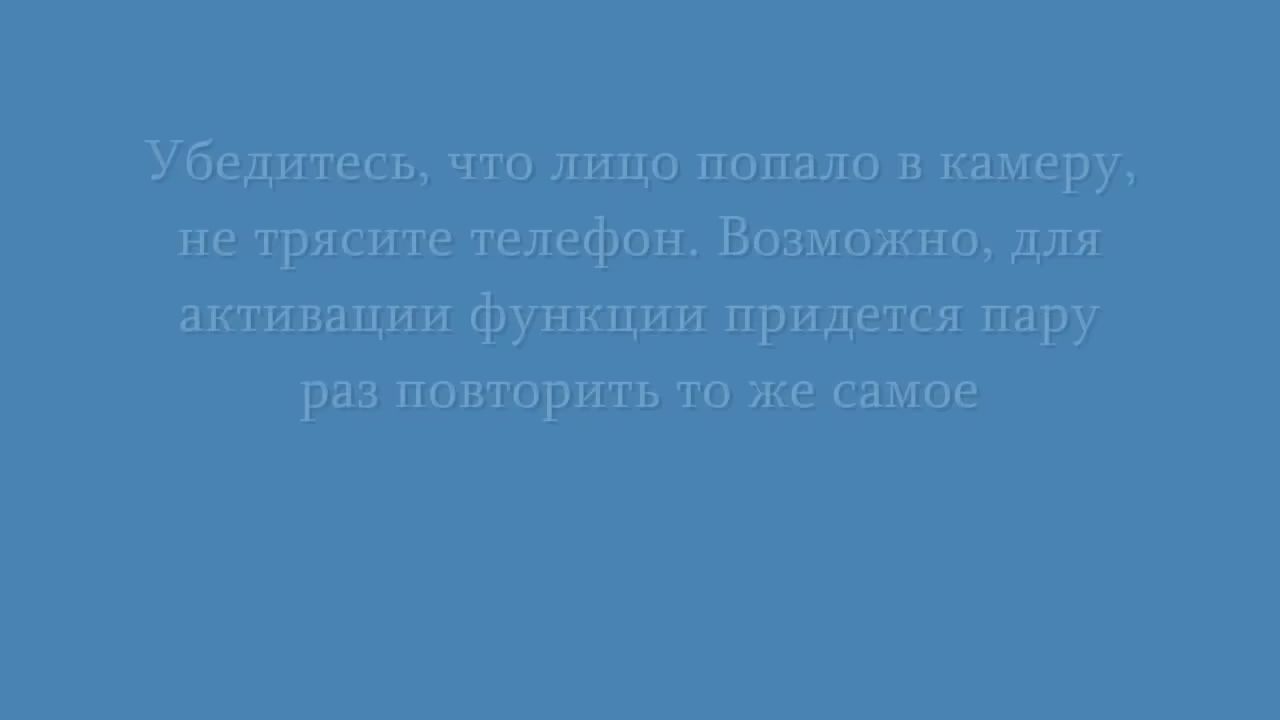 Убедитесь, что лицо попало в камеру,
не трясите телефон. Возможно, для
активации функции придется пару
раз повторить то же самое